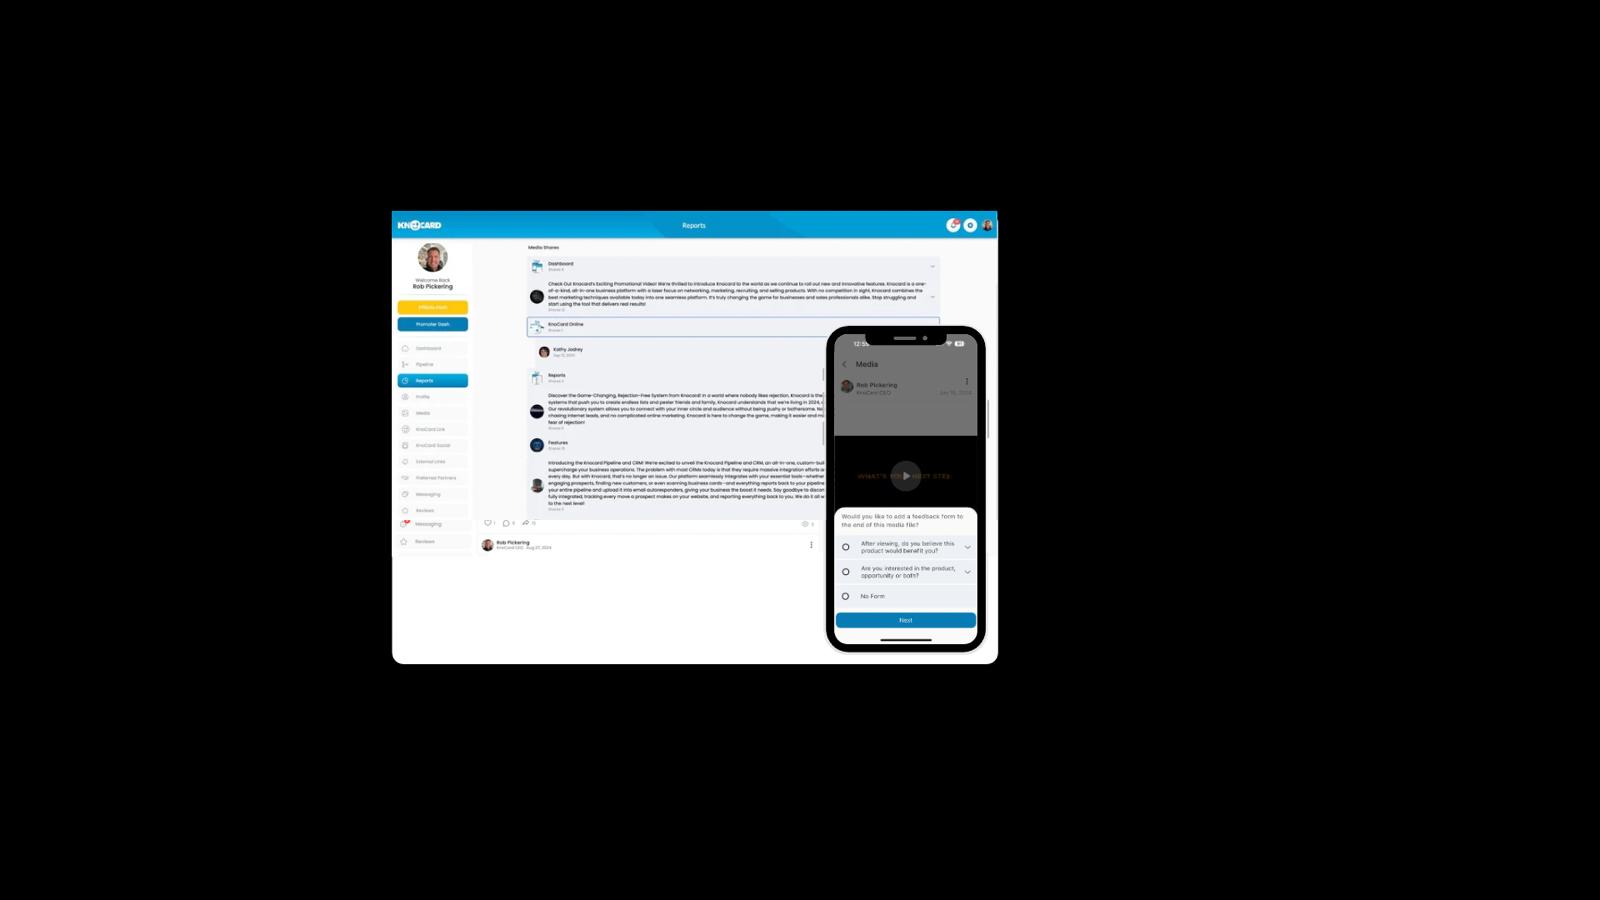 KNOCARD
Reports
Welcome Back
Rob Pickering
Promoter Dash
Dashboard
Pipeline
Reports
Profile
Media
KnoCard Link
KnoCard Social
External Links
Preferred Partners
Messaging
Reviews
Messaging
Reviews
Media Shares
Dashboard
Check Out Knocard's Exciting Promotional Video! We're thrilled to introduce Knocard to the world as we continue to roll out new and innovative features. Knocard is a one-
of-a-kind, all-in-one business platform with a laser focus on networking, marketing, recruiting, and selling products. With no competition in sight, Knocard combines the
best marketing techniques available today into one seamless platform. It's truly changing the game for businesses and sales professionals alike. Stop struggling and
start using the tool that delivers real results!
KnoCard Online
Kathy Jodrey
Sep 12, 2024
Reports
Discover the Game-Changing, Rejection-Free System from Knocard! In a world where nobody likes rejection, Knocard is the
systems that push you to create endless lists and pester friends and family, Knocard understands that we're living in 2024,
Our revolutionary system allows you to connect with your inner circle and audience without being pushy or bothersome. No
chasing internet leads, and no complicated online marketing. Knocard is here to change the game, making it easier and
fear of rejection!
Features
Introducing the Knocard Pipeline and CRM! We're excited to unveil the Knocard Pipeline and CRM, an all-in-one, custom-buil
supercharge your business operations. The problem with most CRMs today is that they require massive integration efforts
every day. But with Knocard, that's no longer an issue. Our platform seamlessly integrates with your essential tools—whether
engaging prospects, finding new customers, or even scanning business cards—and everything reports back to your pipeline
your entire pipeline and upload it into email autoresponders, giving your business the boost it needs. Say goodbye to
fully integrated, tracking every move a prospect makes on your website, and reporting everything back to you. We do it all
to the next level!
Rob Pickering
KnoCard CEO · Aug 27, 2024
Media
Rob Pickering
KnoCard CEO
WHAT'S NEXT STEP
Would you like to add a feedback form to
the end of this media file?
After viewing, do you believe this
product would benefit you?
Are you interested in the product,
opportunity or both?
No Form
Next